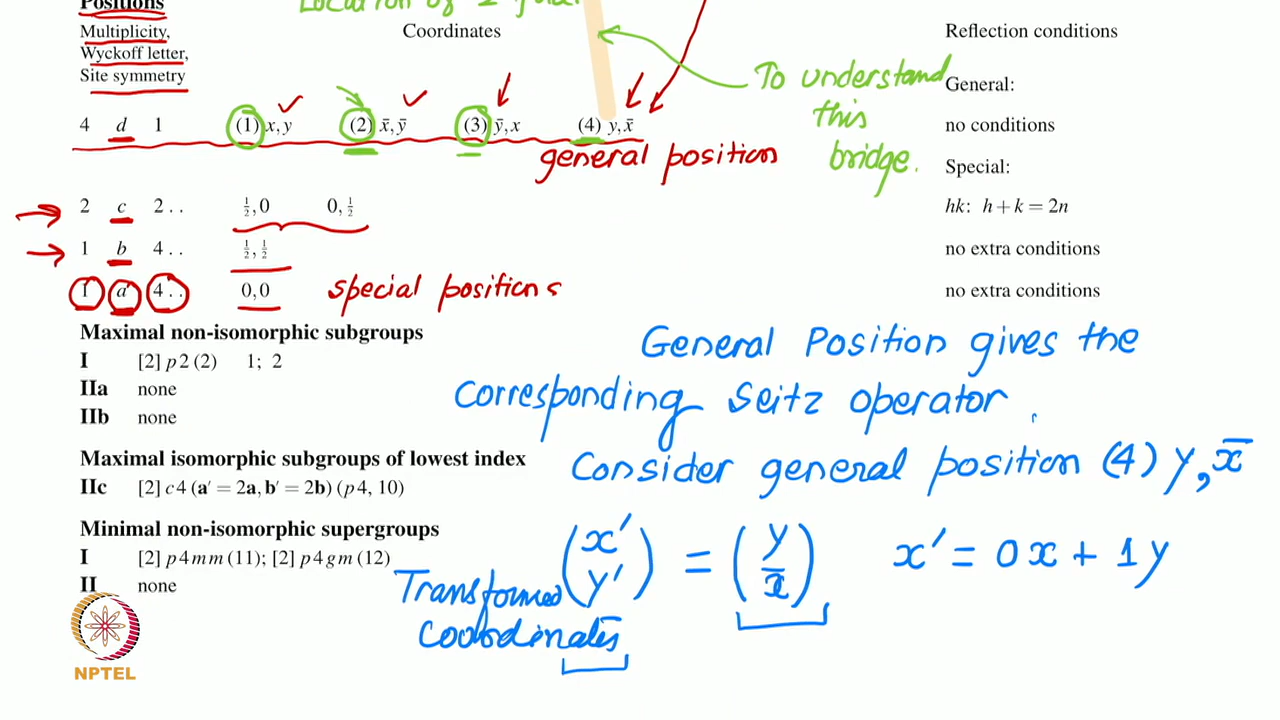 Positions
Location of
Multiplicity,
Wyckoff letter,
Site symmetry
Coordinates
Reflection conditions
To understand
this
bridge.
General:
4 d 1 (1) x,y (2) x̄,ȳ (3) ȳ,x (4) y,x̄ no conditions
general position
Special:
2 c 2 . . ½,0 0,½ hk: h+k = 2n
1 b 4 . . ½,½ no extra conditions
1 a 4 . . 0,0 special positions no extra conditions
Maximal non-isomorphic subgroups
I [2] p2 (2) 1; 2
IIa none
IIb none
General Position gives the
corresponding Seitz operator.
Maximal isomorphic subgroups of lowest index
IIc [2] c4 (a′ = 2a, b′ = 2b) (p4, 10)
Consider general position (4) y, x̄
Minimal non-isomorphic supergroups
I [2] p4mm (11); [2] p4gm (12)
II none
(x′ y′) = (y x̄) x′ = 0x + 1y
Transformed
coordinates
NPTEL